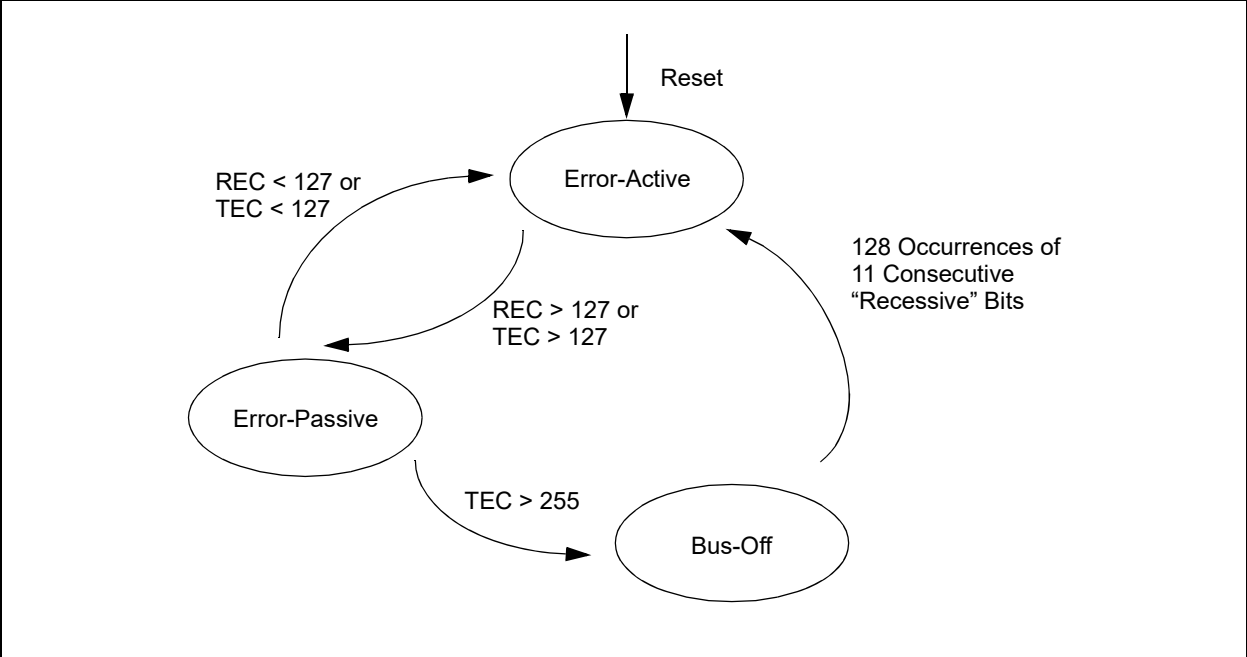 Reset
Error-Active
REC < 127 or
TEC < 127
128 Occurrences of
11 Consecutive
“Recessive” Bits
REC > 127 or
TEC > 127
Error-Passive
TEC > 255
Bus-Off